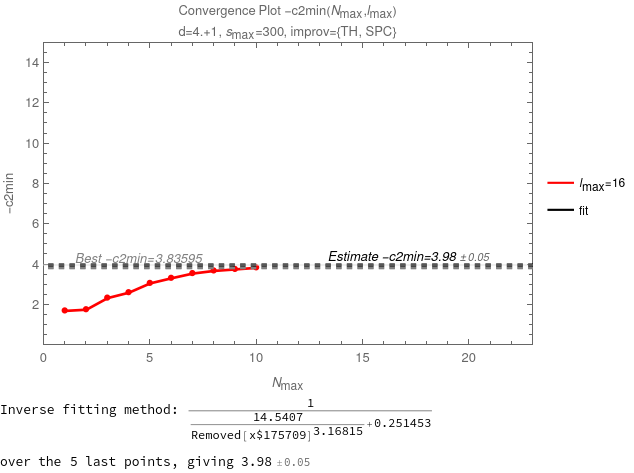 Convergence Plot −c2min(Nmax,lmax)
d=4.+1, smax=300, improv={TH, SPC}
14
12
10
8
6
4
2
−c2min
Best −c2min=3.83595
Estimate −c2min=3.98 ±0.05
lmax=16
fit
0 5 10 15 20
Nmax
1
Inverse fitting method:
14.5407
Removed[x$175709]3.16815 +0.251453
over the 5 last points, giving 3.98 ±0.05